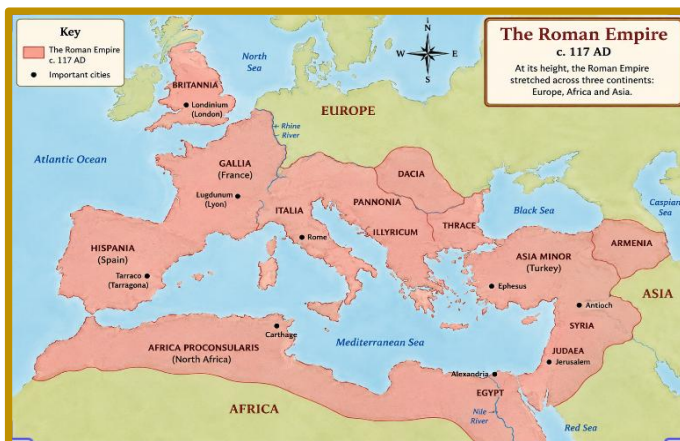 Key
The Roman Empire
c. 117 AD
Important cities
The Roman Empire
c. 117 AD
At its height, the Roman Empire
stretched across three continents:
Europe, Africa and Asia.
N
W
E
S
North
Sea
BRITANNIA
Londinium
(London)
EUROPE
Rhine
River
Atlantic Ocean
GALLIA
(France)
Lugdunum
(Lyon)
DACIA
PANNONIA
ITALIA
Rome
ILLYRICUM
THRACE
Black Sea
Caspian
Sea
HISPANIA
(Spain)
Tarraco
(Tarragona)
ASIA MINOR
(Turkey)
ARMENIA
Ephesus
Antioch
ASIA
SYRIA
Carthage
AFRICA PROCONSULARIS
(North Africa)
Mediterranean Sea
JUDAEA
Jerusalem
Alexandria
EGYPT
Nile
River
AFRICA
Red Sea